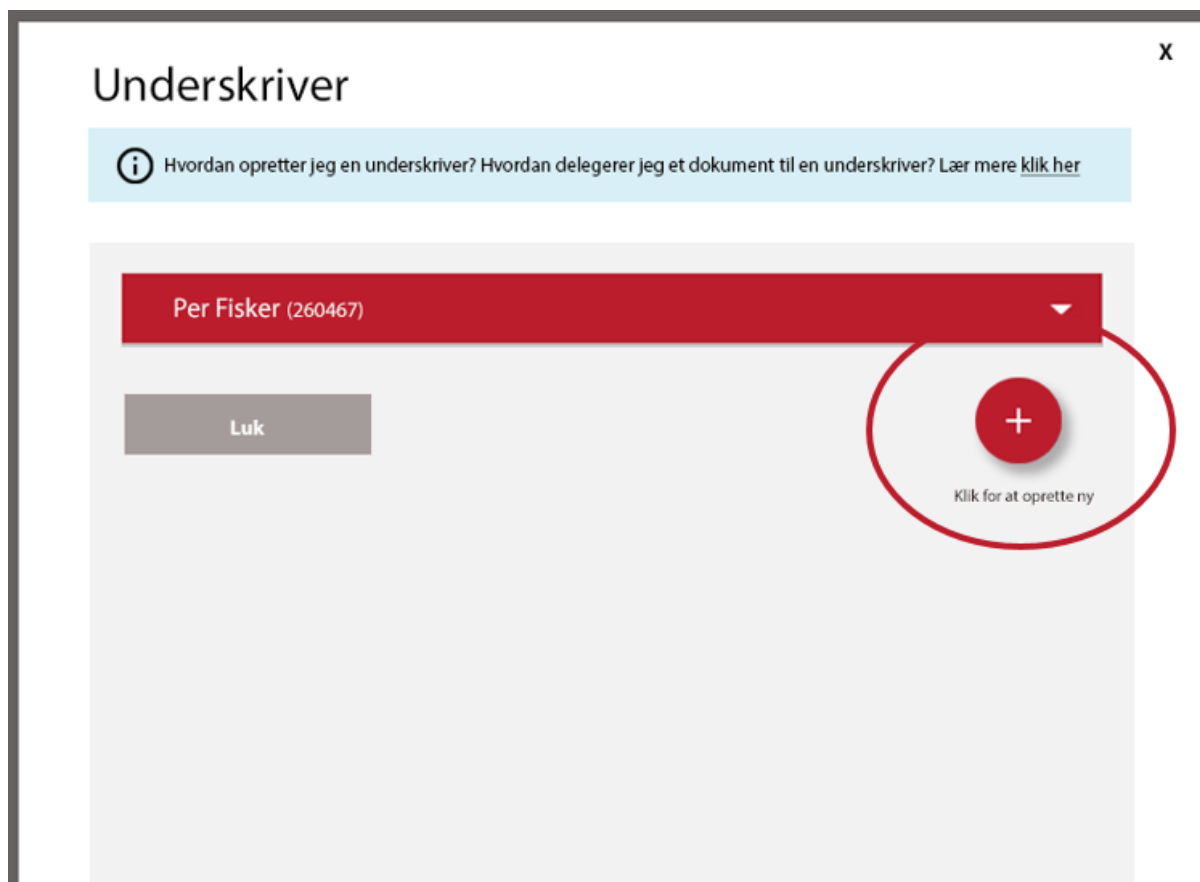 X
Underskriver
Hvordan opretter jeg en underskriver? Hvordan delegerer jeg et dokument til en underskriver? Lær mere klik her
Per Fisker (260467)
Luk
+
Klik for at oprette ny